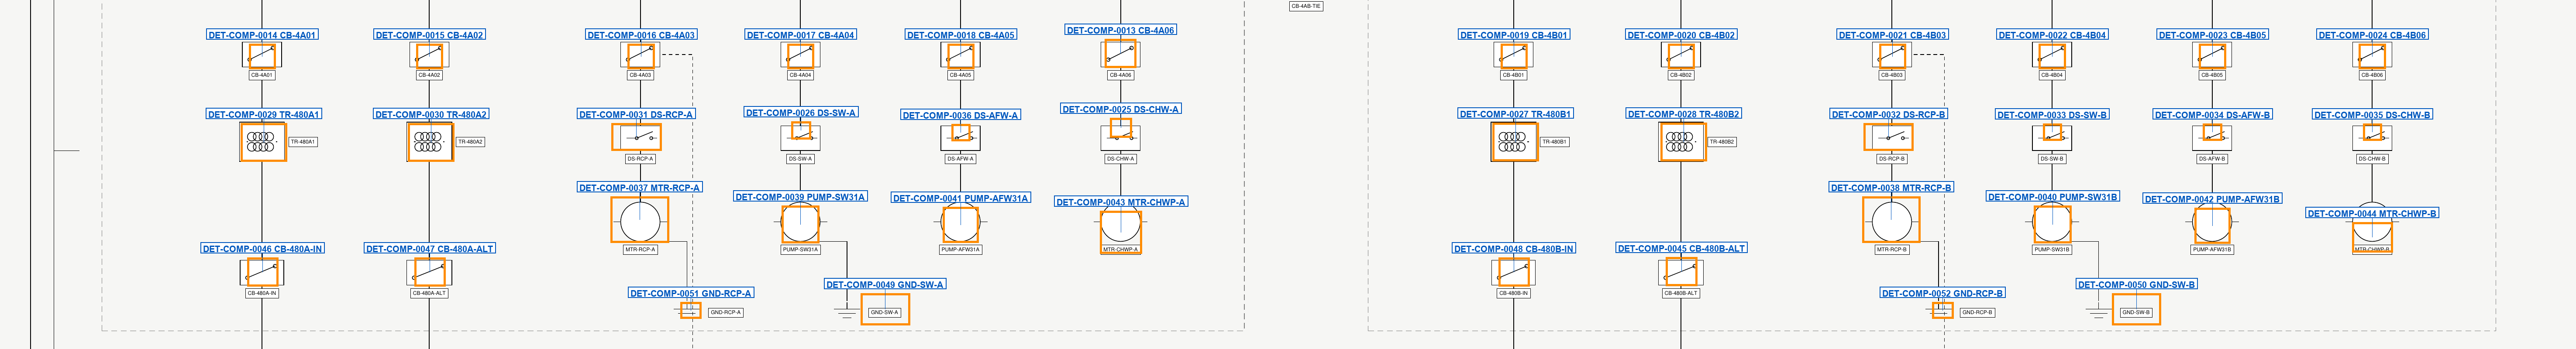 CB-4AB-TIE
DET-COMP-0014 CB-4A01
DET-COMP-0015 CB-4A02
DET-COMP-0016 CB-4A03
DET-COMP-0017 CB-4A04
DET-COMP-0018 CB-4A05
DET-COMP-0013 CB-4A06
DET-COMP-0019 CB-4B01
DET-COMP-0020 CB-4B02
DET-COMP-0021 CB-4B03
DET-COMP-0022 CB-4B04
DET-COMP-0023 CB-4B05
DET-COMP-0024 CB-4B06
CB-4A01
CB-4A02
CB-4A03
CB-4A04
CB-4A05
CB-4A06
CB-4B01
CB-4B02
CB-4B03
CB-4B04
CB-4B05
CB-4B06
DET-COMP-0029 TR-480A1
DET-COMP-0030 TR-480A2
DET-COMP-0031 DS-RCP-A
DET-COMP-0026 DS-SW-A
DET-COMP-0036 DS-AFW-A
DET-COMP-0025 DS-CHW-A
DET-COMP-0027 TR-480B1
DET-COMP-0028 TR-480B2
DET-COMP-0032 DS-RCP-B
DET-COMP-0033 DS-SW-B
DET-COMP-0034 DS-AFW-B
DET-COMP-0035 DS-CHW-B
TR-480A1
TR-480A2
TR-480B1
TR-480B2
DS-RCP-A
DS-SW-A
DS-AFW-A
DS-CHW-A
DS-RCP-B
DS-SW-B
DS-AFW-B
DS-CHW-B
DET-COMP-0037 MTR-RCP-A
DET-COMP-0039 PUMP-SW31A
DET-COMP-0041 PUMP-AFW31A
DET-COMP-0043 MTR-CHWP-A
DET-COMP-0038 MTR-RCP-B
DET-COMP-0040 PUMP-SW31B
DET-COMP-0042 PUMP-AFW31B
DET-COMP-0044 MTR-CHWP-B
MTR-RCP-A
PUMP-SW31A
PUMP-AFW31A
MTR-CHWP-A
MTR-RCP-B
PUMP-SW31B
PUMP-AFW31B
MTR-CHWP-B
DET-COMP-0046 CB-480A-IN
DET-COMP-0047 CB-480A-ALT
DET-COMP-0048 CB-480B-IN
DET-COMP-0045 CB-480B-ALT
CB-480A-IN
CB-480A-ALT
CB-480B-IN
CB-480B-ALT
DET-COMP-0051 GND-RCP-A
DET-COMP-0049 GND-SW-A
DET-COMP-0052 GND-RCP-B
DET-COMP-0050 GND-SW-B
GND-RCP-A
GND-SW-A
GND-RCP-B
GND-SW-B